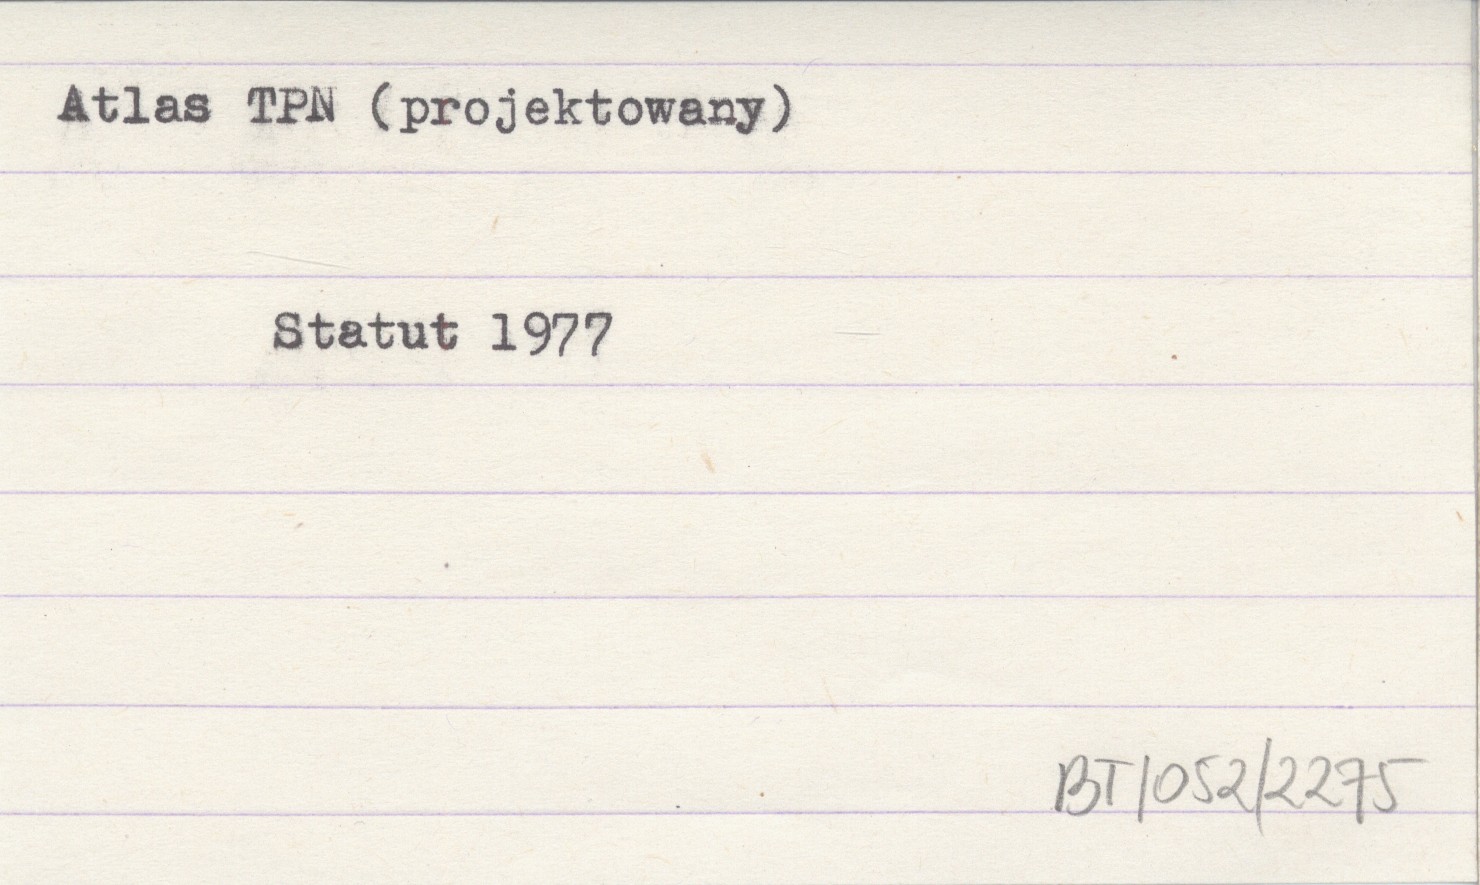 Atlas TPN (projektowany)
Statut 1977
BT/052/2275